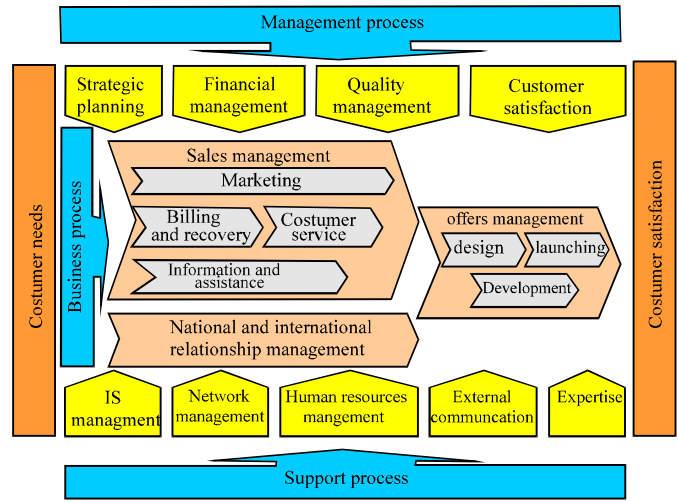 Management process
Strategic
planning
Financial
management
Quality
management
Customer
satisfaction
Costumer needs
Business process
Sales management
Marketing
Billing
and recovery
Costumer
service
Information and
assistance
offers management
design
launching
Development
National and international
relationship management
Costumer satisfaction
IS
managment
Network
management
Human resources
mangement
External
communcation
Expertise
Support process